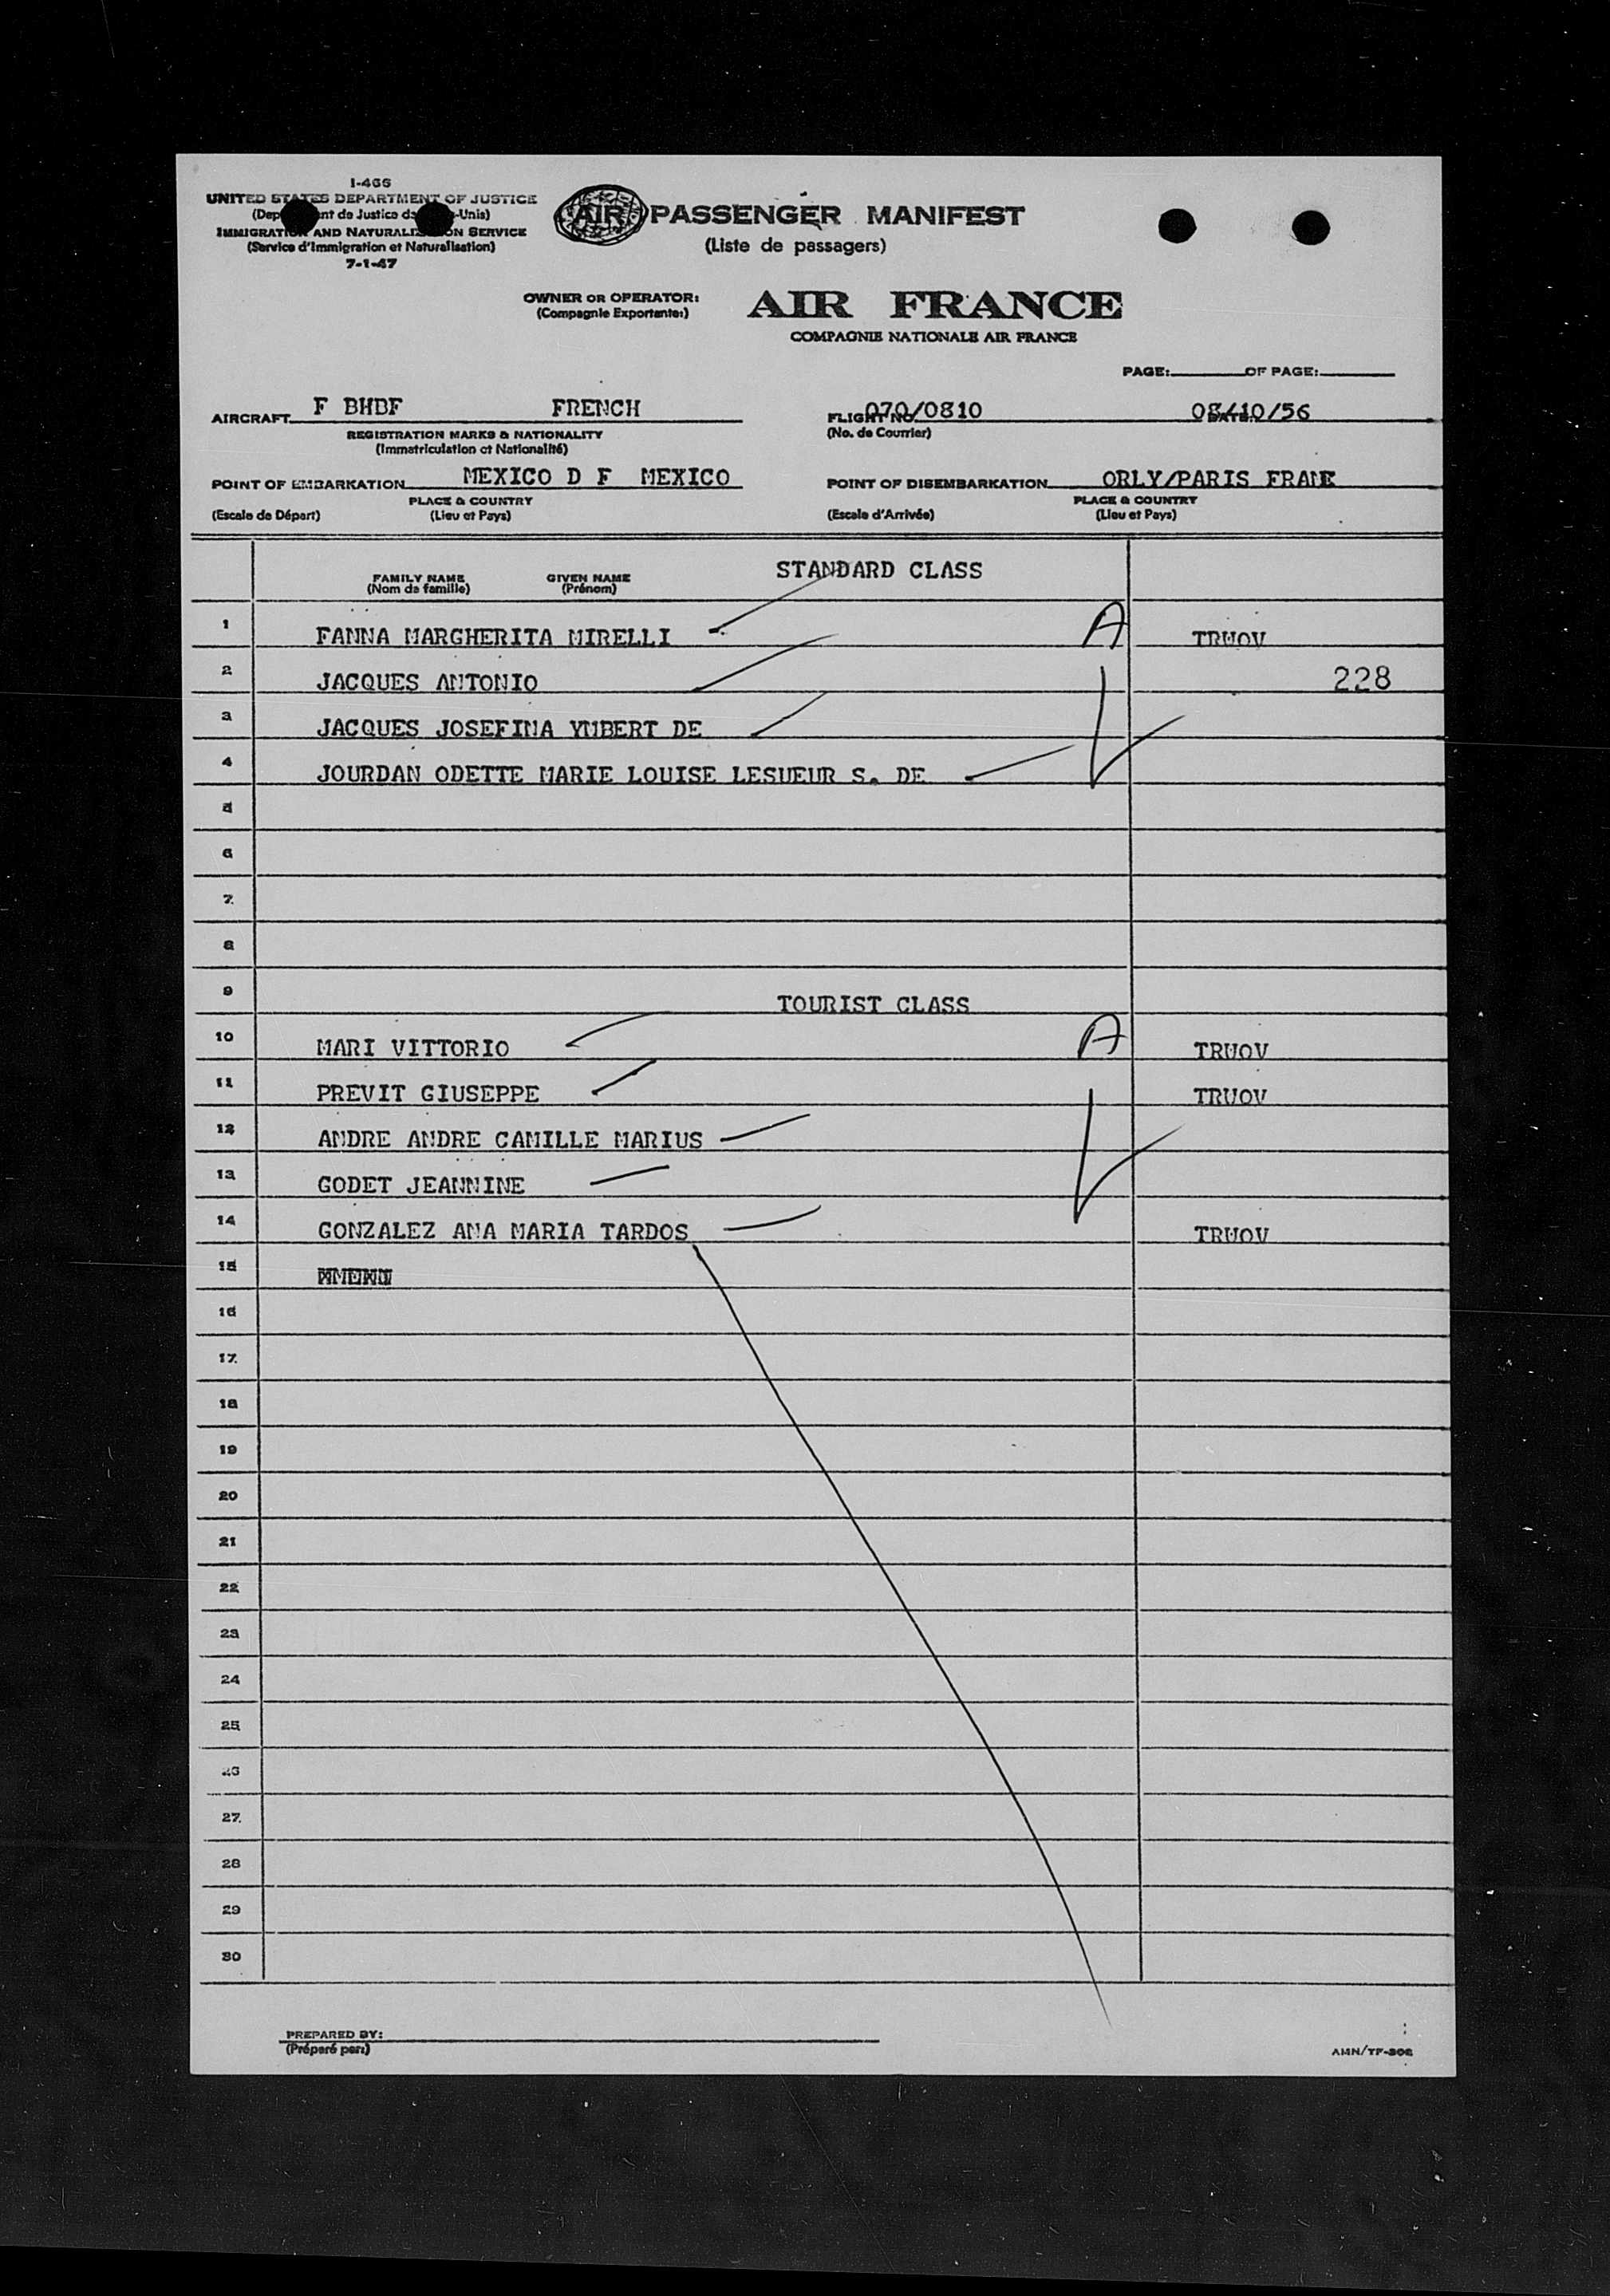 I-466
UNITED STATES DEPARTMENT OF JUSTICE
(Dep nt de Justice d -Unis)
IMMIGRATION AND NATURALIZATION SERVICE
(Service d'Immigration et Naturalisation)
7-1-47
AIR PASSENGER MANIFEST
(Liste de passagers)
OWNER OR OPERATOR:
(Compagnie Exportente:)
AIR FRANCE
COMPAGNIE NATIONALE AIR FRANCE
PAGE: OF PAGE:
AIRCRAFT F BHBF FRENCH
REGISTRATION MARKS & NATIONALITY
(Immatriculation et Nationalité)
FLIGHT NO. 070/0810 DATE: 08/10/56
(No. de Courrier)
POINT OF EMBARKATION MEXICO D F MEXICO
PLACE & COUNTRY
(Escale de Départ) (Lieu et Pays)
POINT OF DISEMBARKATION ORLY/PARIS
PLACE & COUNTRY
(Escale d'Arrivée) (Lieu et Pays)
FAMILY NAME GIVEN NAME STANDARD CLASS
(Nom de famille) (Prénom)
1 FANNA MARGHERITA MIRELLI A TRWOV
2 JACQUES ANTONIO 228
3 JACQUES JOSEFINA YMBERT DE
4 JOURDAN ODETTE MARIE LOUISE LESUEUR S. DE
5
6
7
8
9 TOURIST CLASS
10 MARI VITTORIO A TRWOV
11 PREVIT GIUSEPPE TRWOV
12 ANDRE ANDRE CAMILLE MARIUS
13 GODET JEANNINE
14 GONZALEZ ANA MARIA TARDOS TRWOV
15
16
17
18
19
20
21
22
23
24
25
26
27
28
29
30
PREPARED BY:
(Préparé par:)